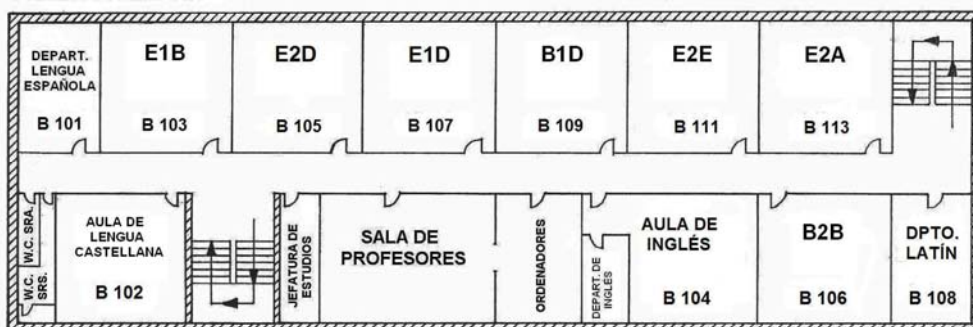 DEPART.
LENGUA
ESPAÑOLA
B 101
E1B
B 103
E2D
B 105
E1D
B 107
B1D
B 109
E2E
B 111
E2A
B 113
W.C. SRA.
W.C. SRS.
AULA DE
LENGUA
CASTELLANA
B 102
JEFATURA DE
ESTUDIOS
SALA DE
PROFESORES
ORDENADORES
DEPART. DE
INGLÉS
AULA DE
INGLÉS
B 104
B2B
B 106
DPTO.
LATÍN
B 108